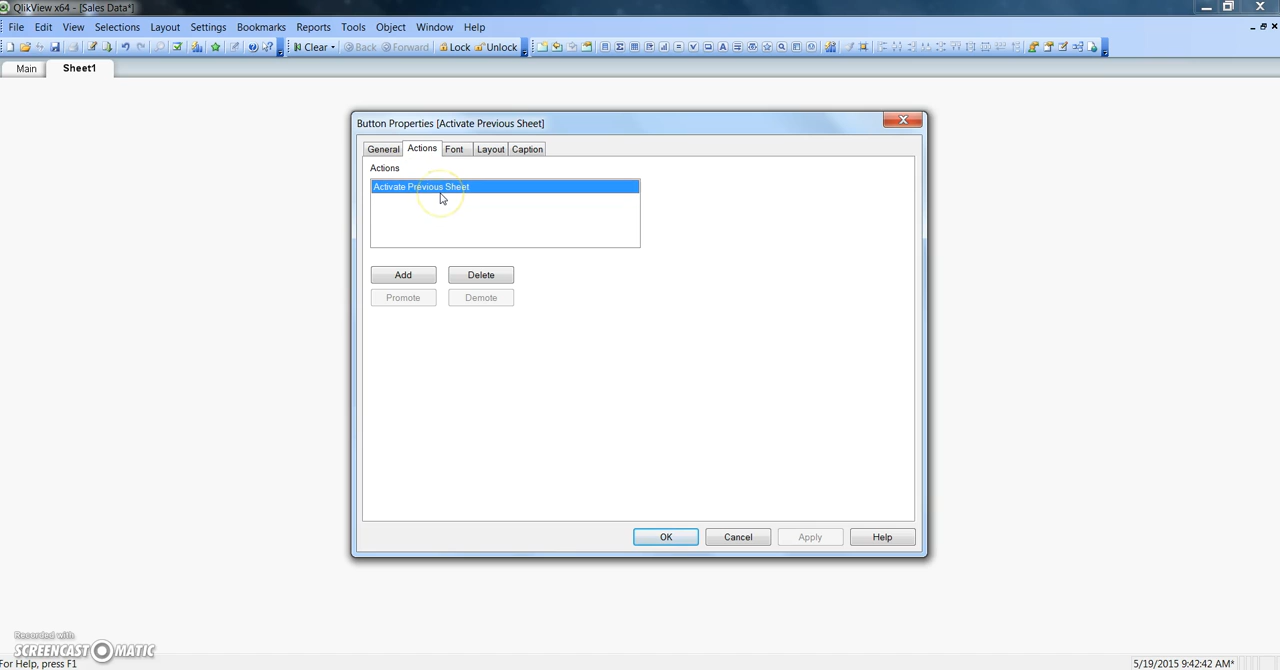 QlikView x64 - [Sales Data*]
File Edit View Selections Layout Settings Bookmarks Reports Tools Object Window Help
Clear Back Forward Lock Unlock
Main Sheet1
Button Properties [Activate Previous Sheet]
General Actions Font Layout Caption
Actions
Activate Previous Sheet
Add Delete
Promote Demote
OK Cancel Apply Help
Recorded with
SCREENCAST MATIC
For Help, press F1 5/19/2015 9:42:42 AM*